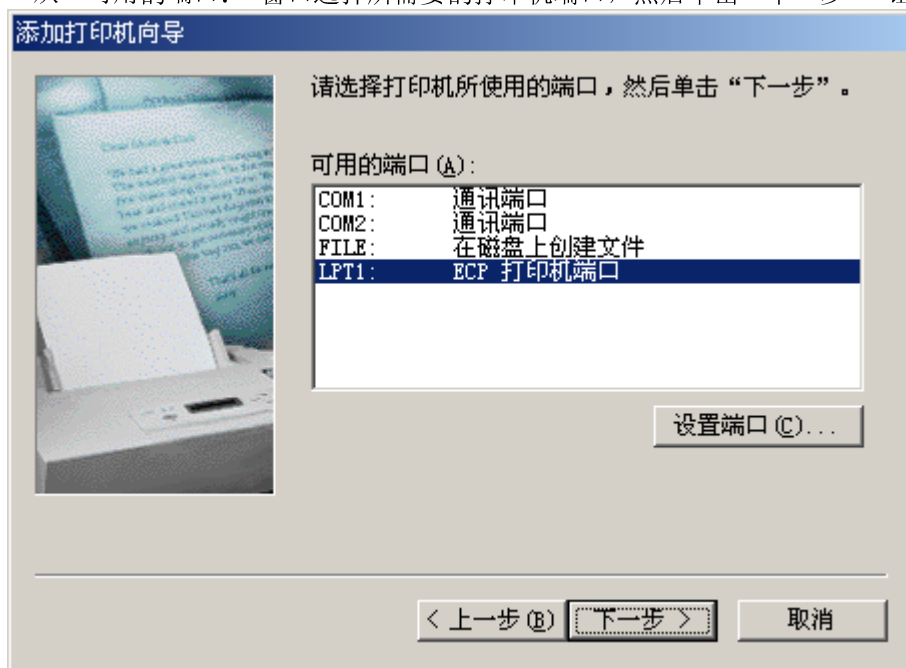 添加打印机向导
请选择打印机所使用的端口，然后单击“下一步”。
可用的端口(A):
COM1: 通讯端口
COM2: 通讯端口
FILE: 在磁盘上创建文件
LPT1: ECP 打印机端口
设置端口(C)...
< 上一步(B)
下一步 >
取消